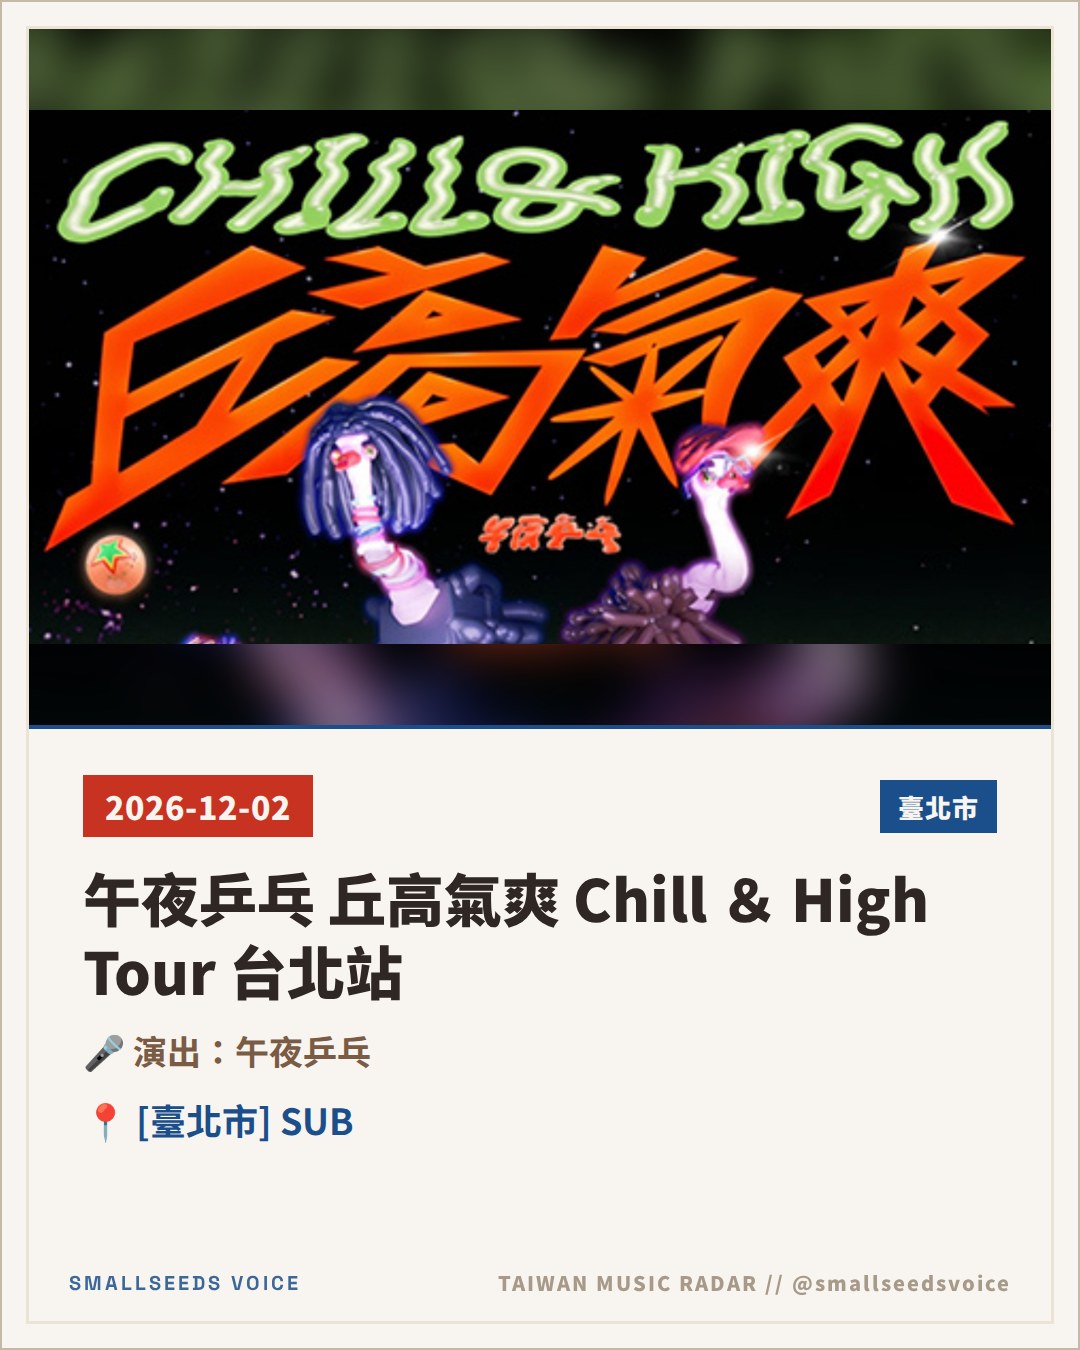 CHILL & HIGH
丘高氣爽
午夜乒乓
2026-12-02
臺北市
午夜乒乓 丘高氣爽 Chill & High
Tour 台北站
演出：午夜乒乓
[臺北市] SUB
SMALLSEEDS VOICE
TAIWAN MUSIC RADAR // @smallseedsvoice